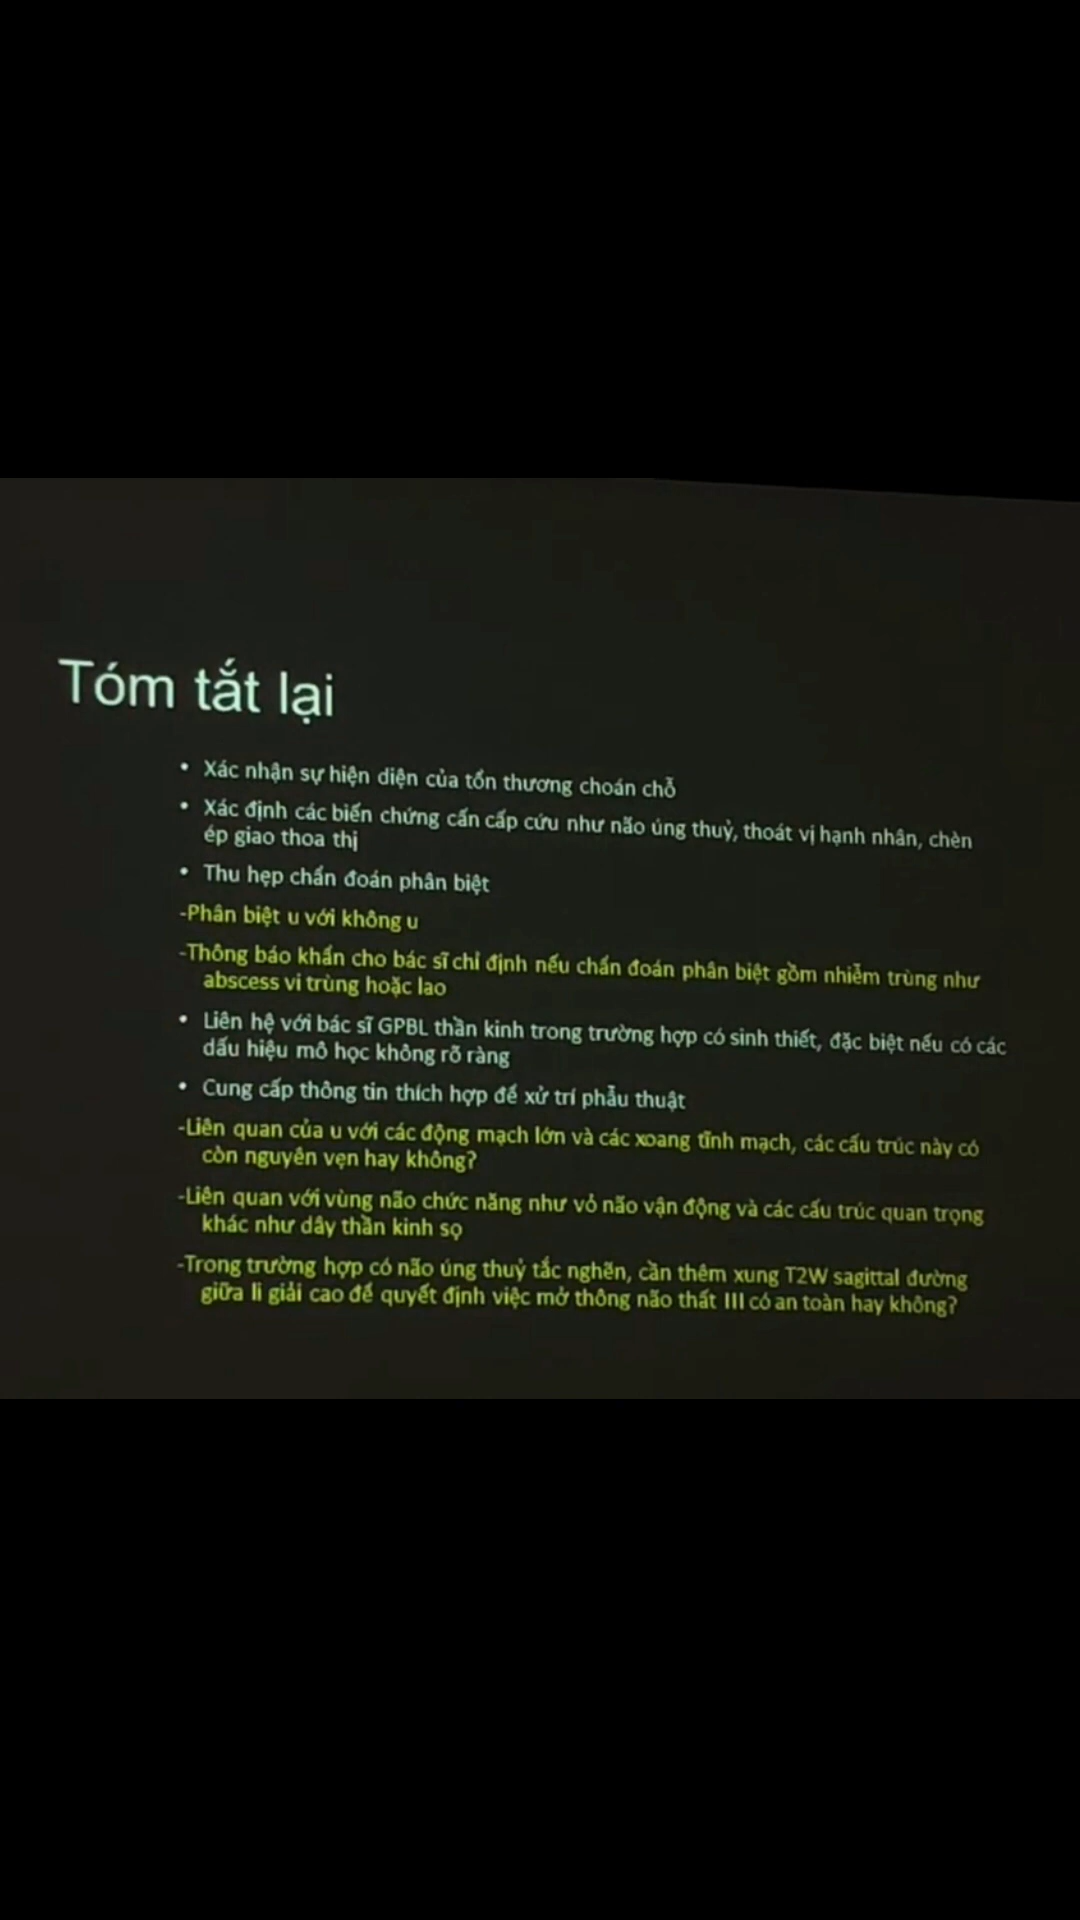 Tóm tắt lại
• Xác nhận sự hiện diện của tổn thương choán chỗ
• Xác định các biến chứng cấn cấp cứu như não úng thuỷ, thoát vị hạnh nhân, chèn
ép giao thoa thị
• Thu hẹp chẩn đoán phân biệt
-Phân biệt u với không u
-Thông báo khẩn cho bác sĩ chỉ định nếu chẩn đoán phân biệt gồm nhiễm trùng như
abscess vi trùng hoặc lao
• Liên hệ với bác sĩ GPBL thần kinh trong trường hợp có sinh thiết, đặc biệt nếu có các
dấu hiệu mô học không rõ ràng
• Cung cấp thông tin thích hợp để xử trí phẫu thuật
-Liên quan của u với các động mạch lớn và các xoang tĩnh mạch, các cấu trúc này có
còn nguyên vẹn hay không?
-Liên quan với vùng não chức năng như vỏ não vận động và các cấu trúc quan trọng
khác như dây thần kinh sọ
-Trong trường hợp có não úng thuỷ tắc nghẽn, cần thêm xung T2W sagittal đường
giữa li giải cao để quyết định việc mở thông não thất III có an toàn hay không?